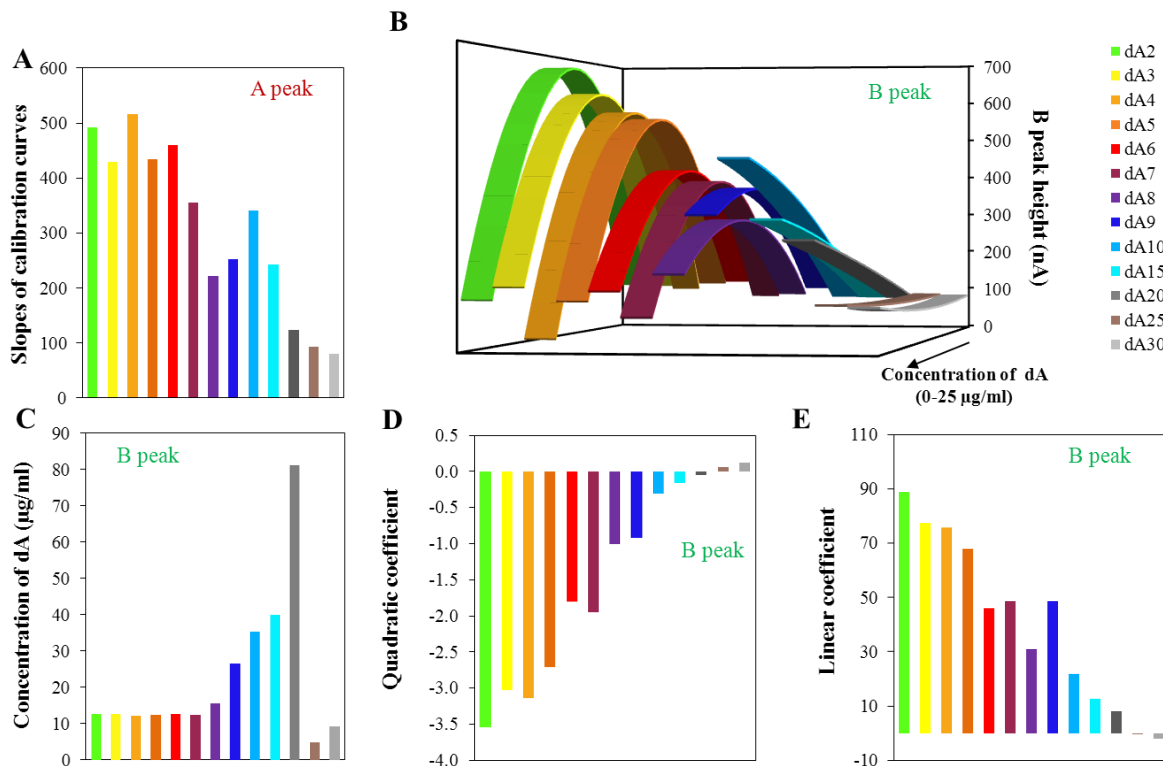 A
Slopes of calibration curves
600
500
400
300
200
100
0
A peak
B
B peak
700
600
500
400
300
200
100
0
B peak height (nA)
Concentration of dA
(0-25 µg/ml)
dA2
dA3
dA4
dA5
dA6
dA7
dA8
dA9
dA10
dA15
dA20
dA25
dA30
C
Concentration of dA (µg/ml)
90
80
70
60
50
40
30
20
10
0
B peak
D
Quadratic coefficient
0.5
0.0
-0.5
-1.0
-1.5
-2.0
-2.5
-3.0
-3.5
-4.0
B peak
E
Linear coefficient
110
90
70
50
30
10
-10
B peak